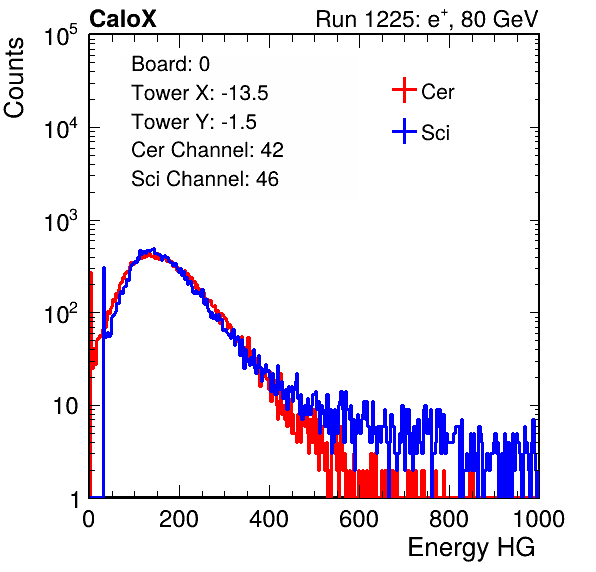 CaloX Run 1225: e⁺, 80 GeV
Counts
10⁵
10⁴
10³
10²
10
1
Board: 0
Tower X: -13.5
Tower Y: -1.5
Cer Channel: 42
Sci Channel: 46
Cer
Sci
0 200 400 600 800 1000
Energy HG